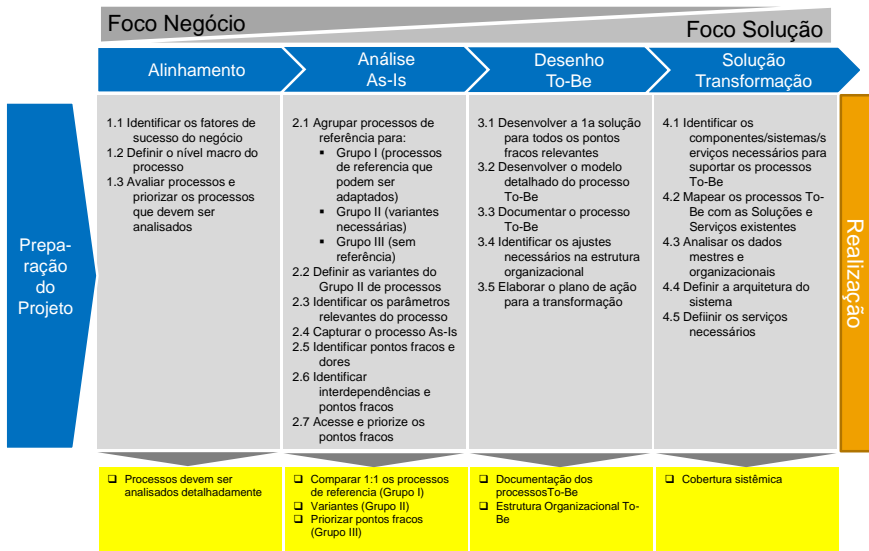 Foco Negócio
Foco Solução
Alinhamento
Análise
As-Is
Desenho
To-Be
Solução
Transformação
Prepa-
ração
do
Projeto
1.1 Identificar os fatores de
sucesso do negócio
1.2 Definir o nível macro do
processo
1.3 Avaliar processos e
priorizar os processos
que devem ser
analisados
2.1 Agrupar processos de
referência para:
▪ Grupo I (processos
de referencia que
podem ser
adaptados)
▪ Grupo II (variantes
necessárias)
▪ Grupo III (sem
referência)
2.2 Definir as variantes do
Grupo II de processos
2.3 Identificar os parâmetros
relevantes do processo
2.4 Capturar o processo As-Is
2.5 Identificar pontos fracos e
dores
2.6 Identificar
interdependências e
pontos fracos
2.7 Acesse e priorize os
pontos fracos
3.1 Desenvolver a 1a solução
para todos os pontos
fracos relevantes
3.2 Desenvolver o modelo
detalhado do processo
To-Be
3.3 Documentar o processo
To-Be
3.4 Identificar os ajustes
necessários na estrutura
organizacional
3.5 Elaborar o plano de ação
para a transformação
4.1 Identificar os
componentes/sistemas/s
erviços necessários para
suportar os processos
To-Be
4.2 Mapear os processos To-
Be com as Soluções e
Serviços existentes
4.3 Analisar os dados
mestres e
organizacionais
4.4 Definir a arquitetura do
sistema
4.5 Defiinir os serviços
necessários
Realização
❑ Processos devem ser
analisados detalhadamente
❑ Comparar 1:1 os processos
de referencia (Grupo I)
❑ Variantes (Grupo II)
❑ Priorizar pontos fracos
(Grupo III)
❑ Documentação dos
processosTo-Be
❑ Estrutura Organizacional To-
Be
❑ Cobertura sistêmica